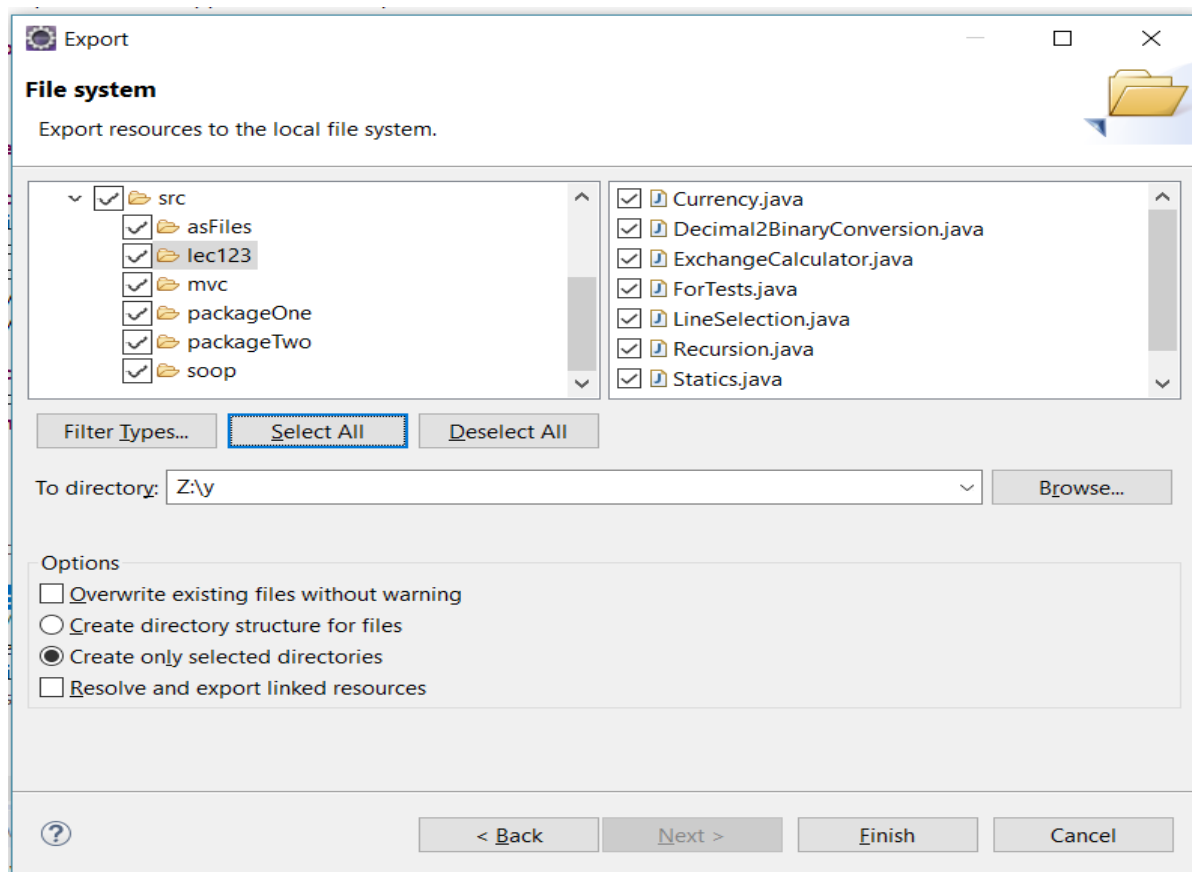 Export
File system
Export resources to the local file system.
src
asFiles
lec123
mvc
packageOne
packageTwo
soop
Currency.java
Decimal2BinaryConversion.java
ExchangeCalculator.java
ForTests.java
LineSelection.java
Recursion.java
Statics.java
Filter Types... Select All Deselect All
To directory: Z:\y Browse...
Options
Overwrite existing files without warning
Create directory structure for files
Create only selected directories
Resolve and export linked resources
? < Back Next > Finish Cancel